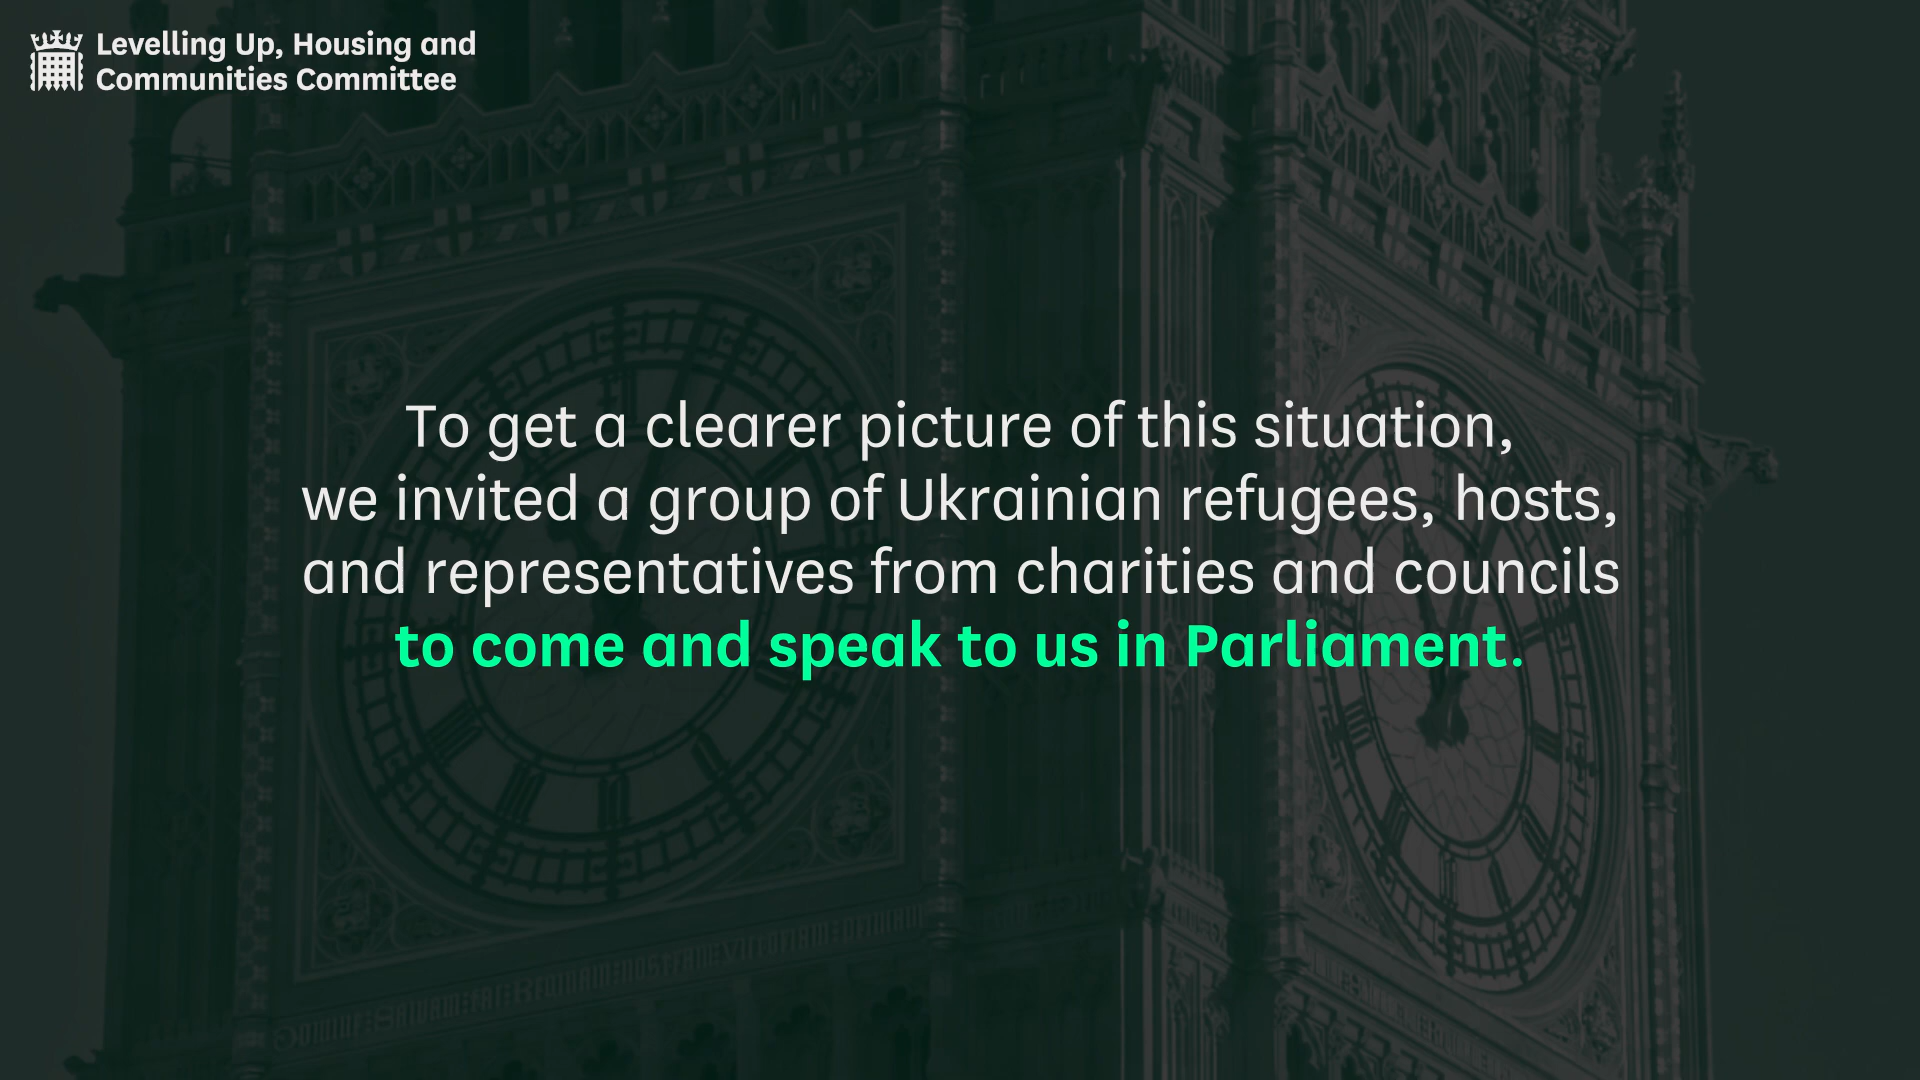 Levelling Up, Housing and
Communities Committee
To get a clearer picture of this situation,
we invited a group of Ukrainian refugees, hosts,
and representatives from charities and councils
to come and speak to us in Parliament.